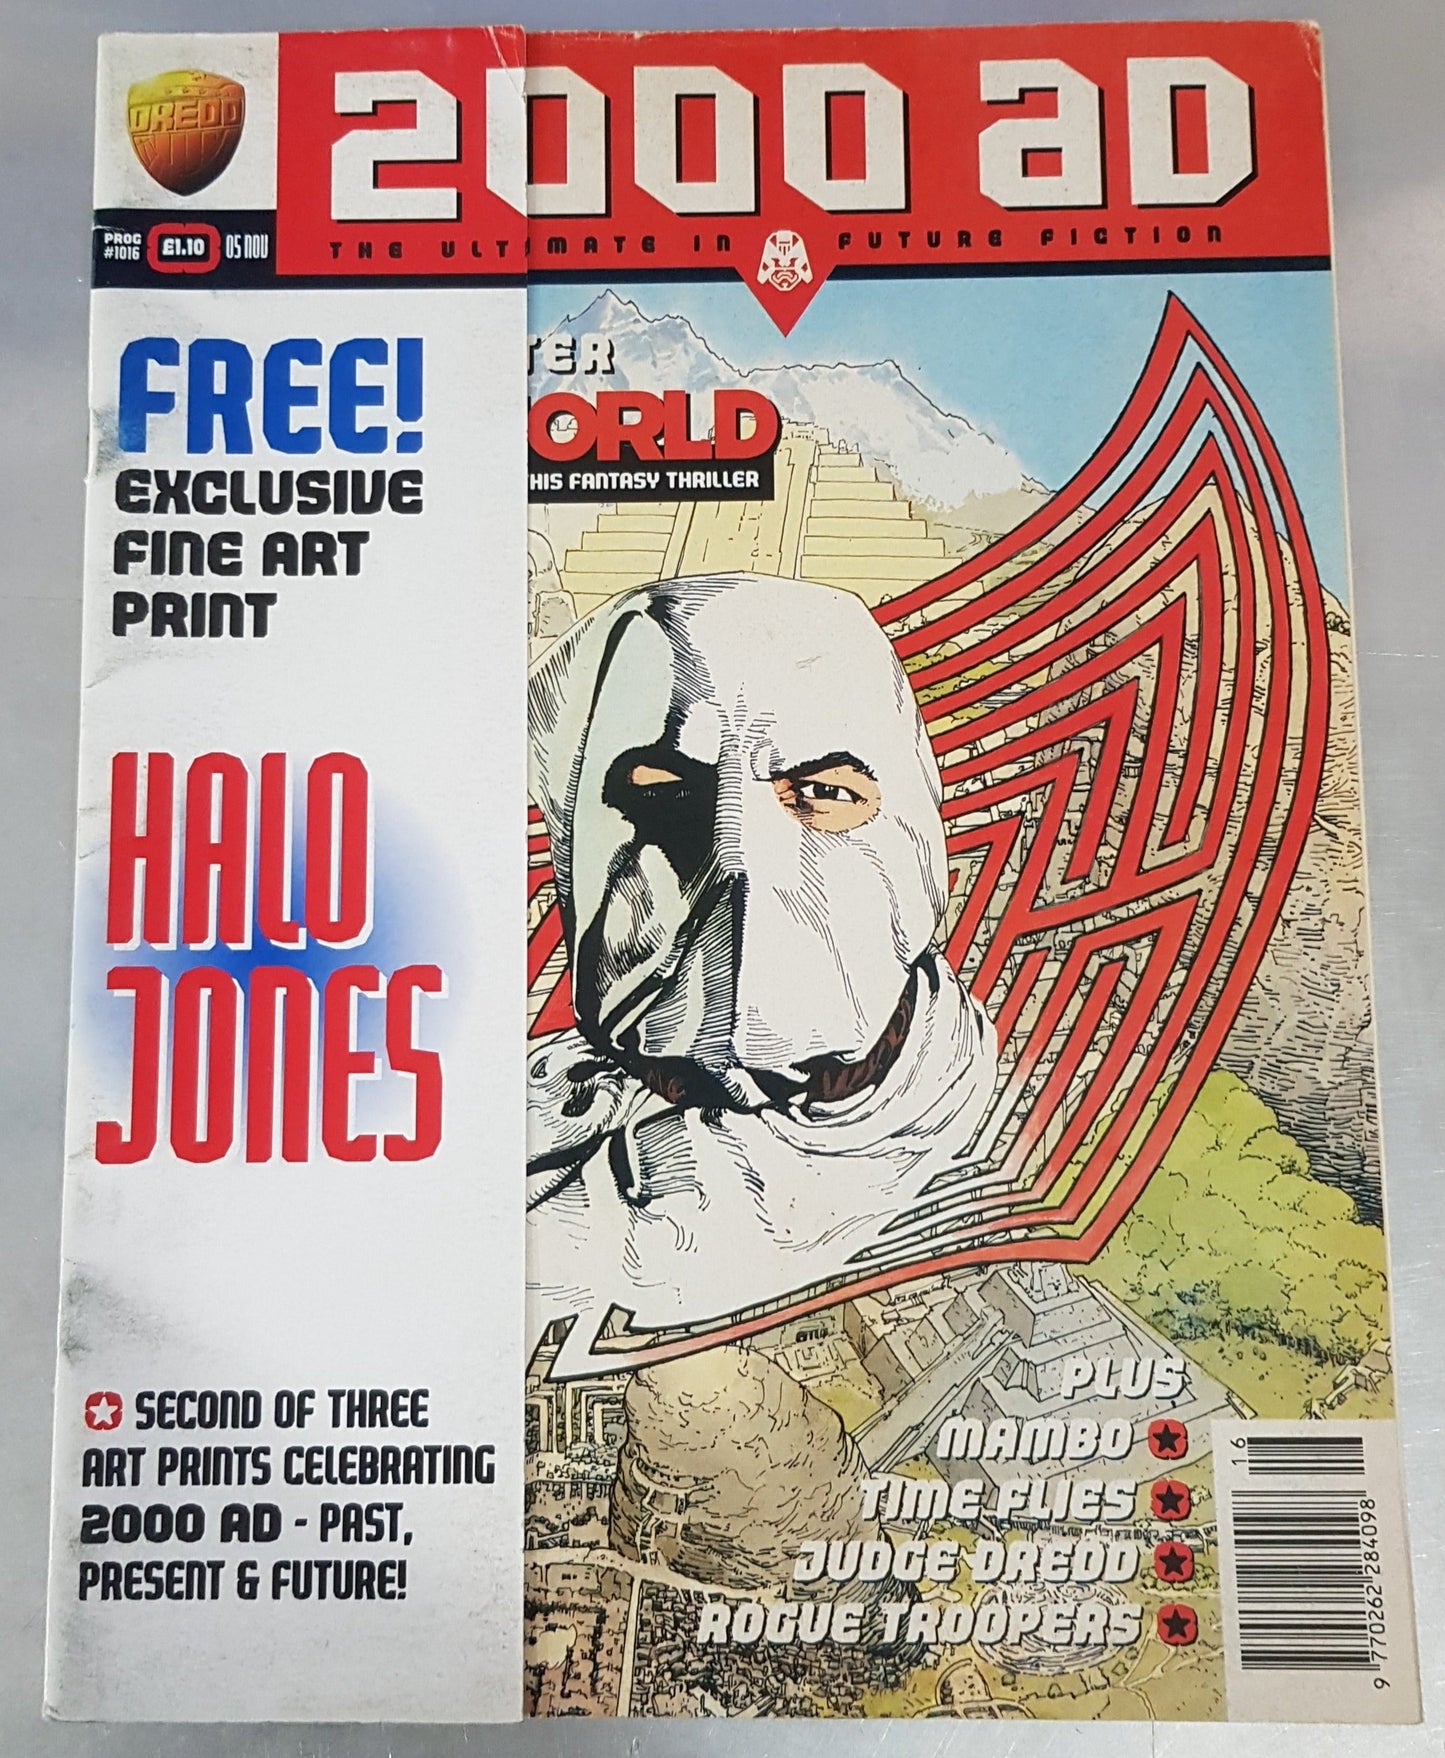 DREDD
2000 AD
PROG
#1016
£1.10
05 NOV
THE ULTIMATE IN FUTURE FICTION
FREE!
EXCLUSIVE
FINE ART
PRINT
HALO
JONES
SECOND OF THREE
ART PRINTS CELEBRATING
2000 AD - PAST,
PRESENT & FUTURE!
TER
ORLD
HIS FANTASY THRILLER
PLUS
MAMBO
TIME FLIES
JUDGE DREDD
ROGUE TROOPERS
16
9 770262 284098